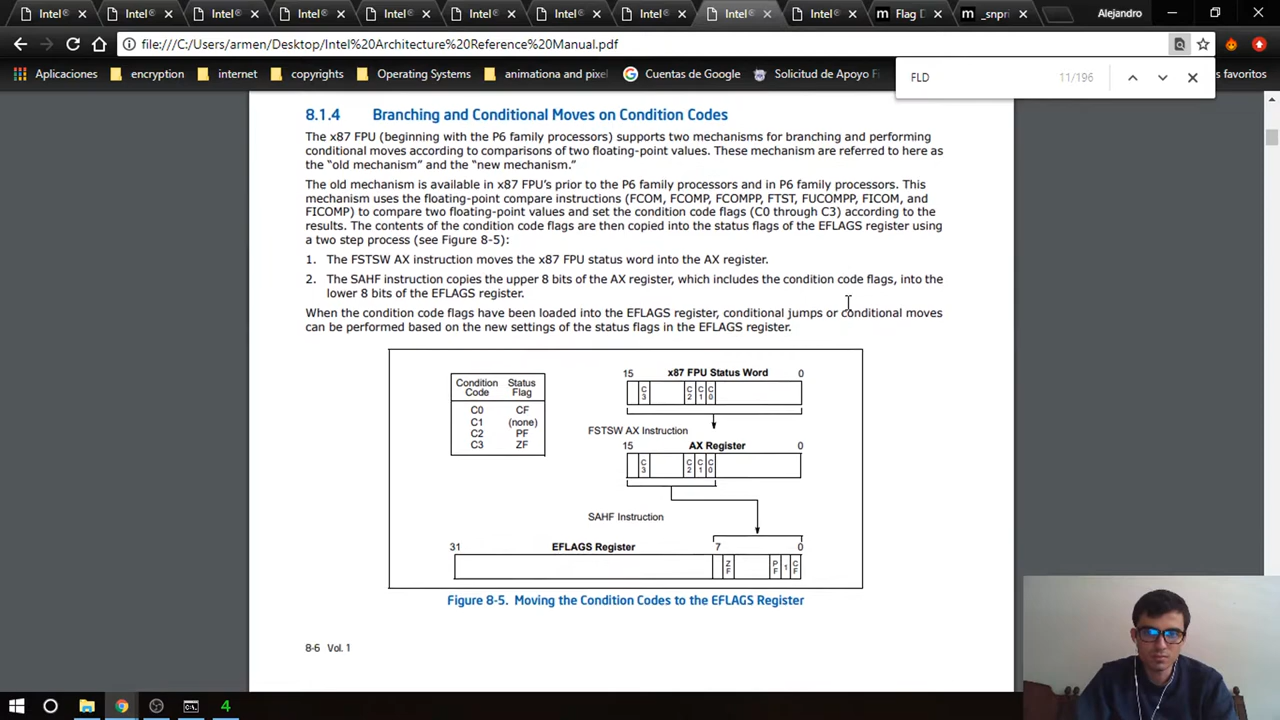 Intel®
Intel®
Intel®
Intel®
Intel®
Intel®
Intel®
Intel®
Intel®
Intel®
Flag D
_snpri
Alejandro
file:///C:/Users/armen/Desktop/Intel%20Architecture%20Reference%20Manual.pdf
Aplicaciones
encryption
internet
copyrights
Operating Systems
animationa and pixel
Cuentas de Google
Solicitud de Apoyo Fi
s favoritos
FLD 11/196
8.1.4 Branching and Conditional Moves on Condition Codes
The x87 FPU (beginning with the P6 family processors) supports two mechanisms for branching and performing
conditional moves according to comparisons of two floating-point values. These mechanism are referred to here as
the “old mechanism” and the “new mechanism.”
The old mechanism is available in x87 FPU’s prior to the P6 family processors and in P6 family processors. This
mechanism uses the floating-point compare instructions (FCOM, FCOMP, FCOMPP, FTST, FUCOMPP, FICOM, and
FICOMP) to compare two floating-point values and set the condition code flags (C0 through C3) according to the
results. The contents of the condition code flags are then copied into the status flags of the EFLAGS register using
a two step process (see Figure 8-5):
1. The FSTSW AX instruction moves the x87 FPU status word into the AX register.
2. The SAHF instruction copies the upper 8 bits of the AX register, which includes the condition code flags, into the
lower 8 bits of the EFLAGS register.
When the condition code flags have been loaded into the EFLAGS register, conditional jumps or conditional moves
can be performed based on the new settings of the status flags in the EFLAGS register.
Condition Status
Code Flag
C0 CF
C1 (none)
C2 PF
C3 ZF
15 x87 FPU Status Word 0
C3 C2 C1 C0
FSTSW AX Instruction
15 AX Register 0
C3 C2 C1 C0
SAHF Instruction
31 EFLAGS Register 7 0
ZF PF 1 CF
Figure 8-5. Moving the Condition Codes to the EFLAGS Register
8-6 Vol. 1